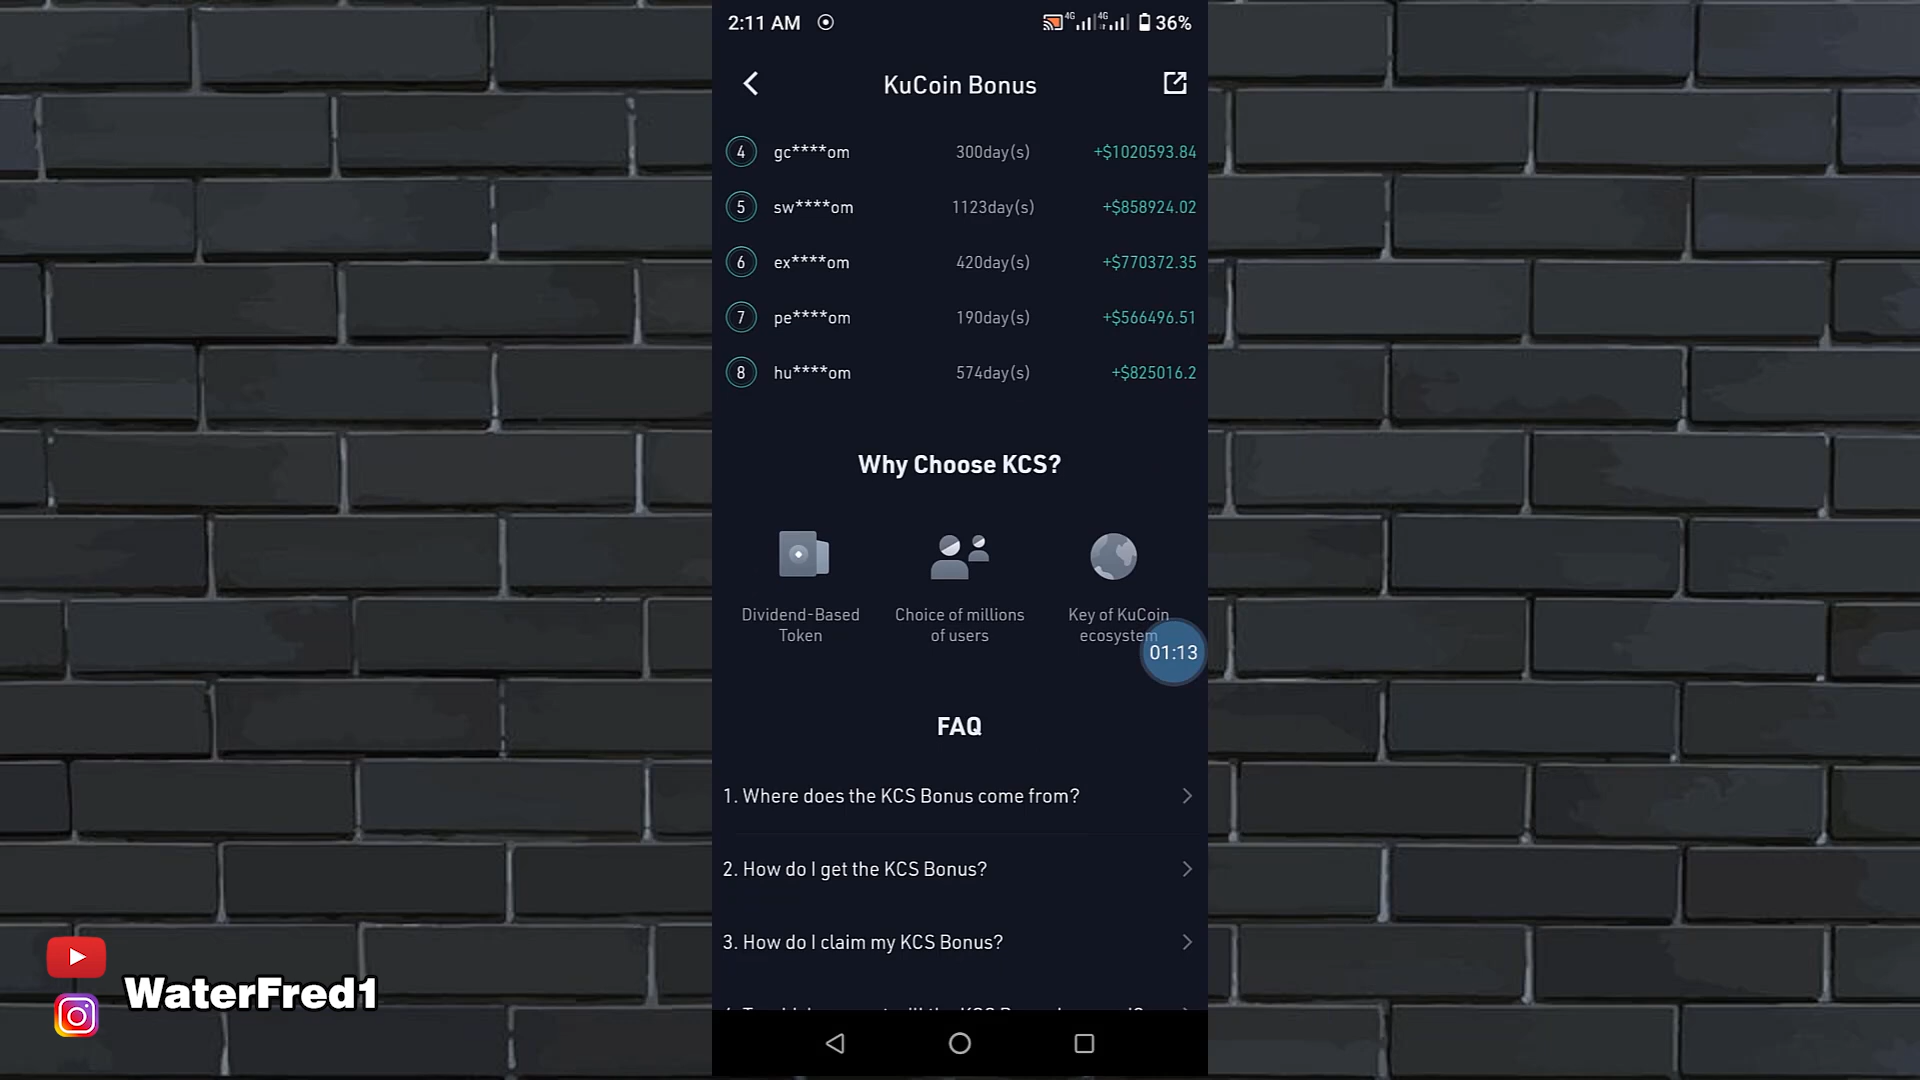 2:11 AM
4G 4G 36%
KuCoin Bonus
4 gc****om 300day(s) +$1020593.84
5 sw****om 1123day(s) +$858924.02
6 ex****om 420day(s) +$770372.35
7 pe****om 190day(s) +$566496.51
8 hu****om 574day(s) +$825016.2
Why Choose KCS?
Dividend-Based
Token
Choice of millions
of users
Key of KuCoin
ecosystem
01:13
FAQ
1. Where does the KCS Bonus come from?
2. How do I get the KCS Bonus?
3. How do I claim my KCS Bonus?
WaterFred1